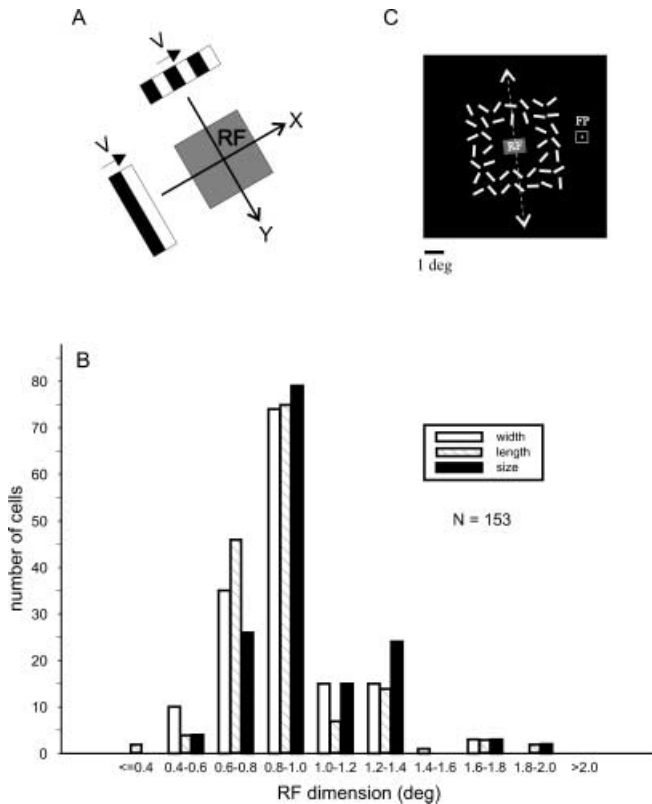 A
V
V
RF
X
Y
C
FP
RF
1 deg
B
number of cells
80
70
60
50
40
30
20
10
0
width
length
size
N = 153
<=0.4 0.4-0.6 0.6-0.8 0.8-1.0 1.0-1.2 1.2-1.4 1.4-1.6 1.6-1.8 1.8-2.0 >2.0
RF dimension (deg)